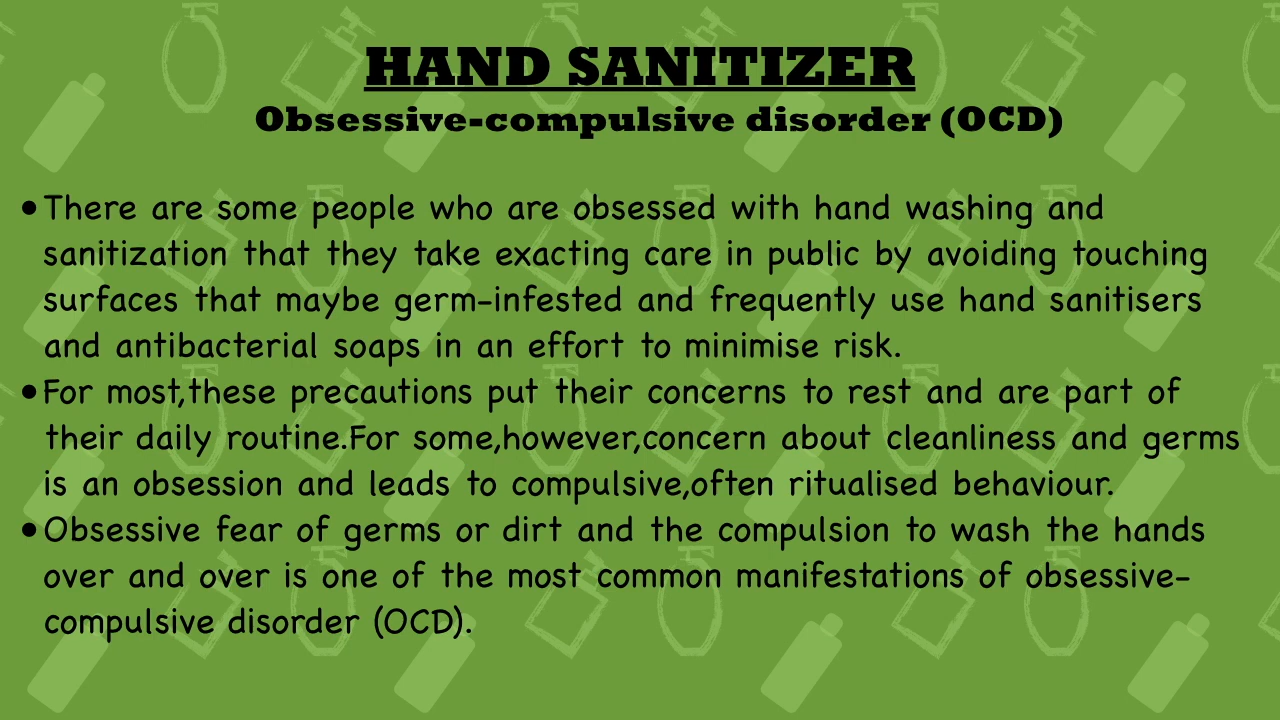 HAND SANITIZER
Obsessive-compulsive disorder (OCD)
•There are some people who are obsessed with hand washing and
sanitization that they take exacting care in public by avoiding touching
surfaces that maybe germ-infested and frequently use hand sanitisers
and antibacterial soaps in an effort to minimise risk.
•For most,these precautions put their concerns to rest and are part of
their daily routine.For some,however,concern about cleanliness and germs
is an obsession and leads to compulsive,often ritualised behaviour.
•Obsessive fear of germs or dirt and the compulsion to wash the hands
over and over is one of the most common manifestations of obsessive-
compulsive disorder (OCD).